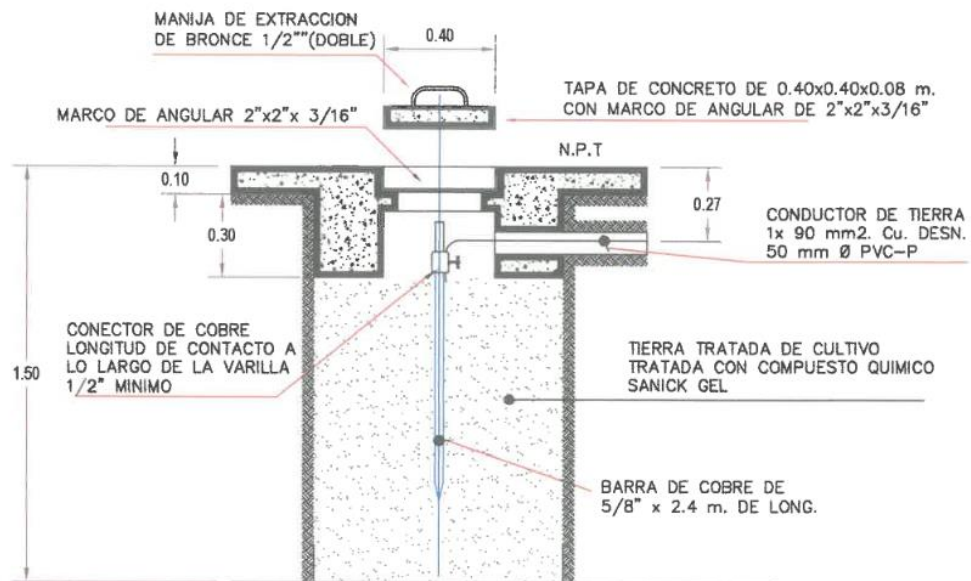 MANIJA DE EXTRACCION
DE BRONCE 1/2""(DOBLE)
0.40
TAPA DE CONCRETO DE 0.40x0.40x0.08 m.
CON MARCO DE ANGULAR DE 2"x2"x3/16"
MARCO DE ANGULAR 2"x2"x 3/16"
N.P.T
0.10
0.27
0.30
CONDUCTOR DE TIERRA
1x 90 mm2. Cu. DESN.
50 mm Ø PVC-P
CONECTOR DE COBRE
LONGITUD DE CONTACTO A
LO LARGO DE LA VARILLA
1/2" MINIMO
1.50
TIERRA TRATADA DE CULTIVO
TRATADA CON COMPUESTO QUIMICO
SANICK GEL
BARRA DE COBRE DE
5/8" x 2.4 m. DE LONG.